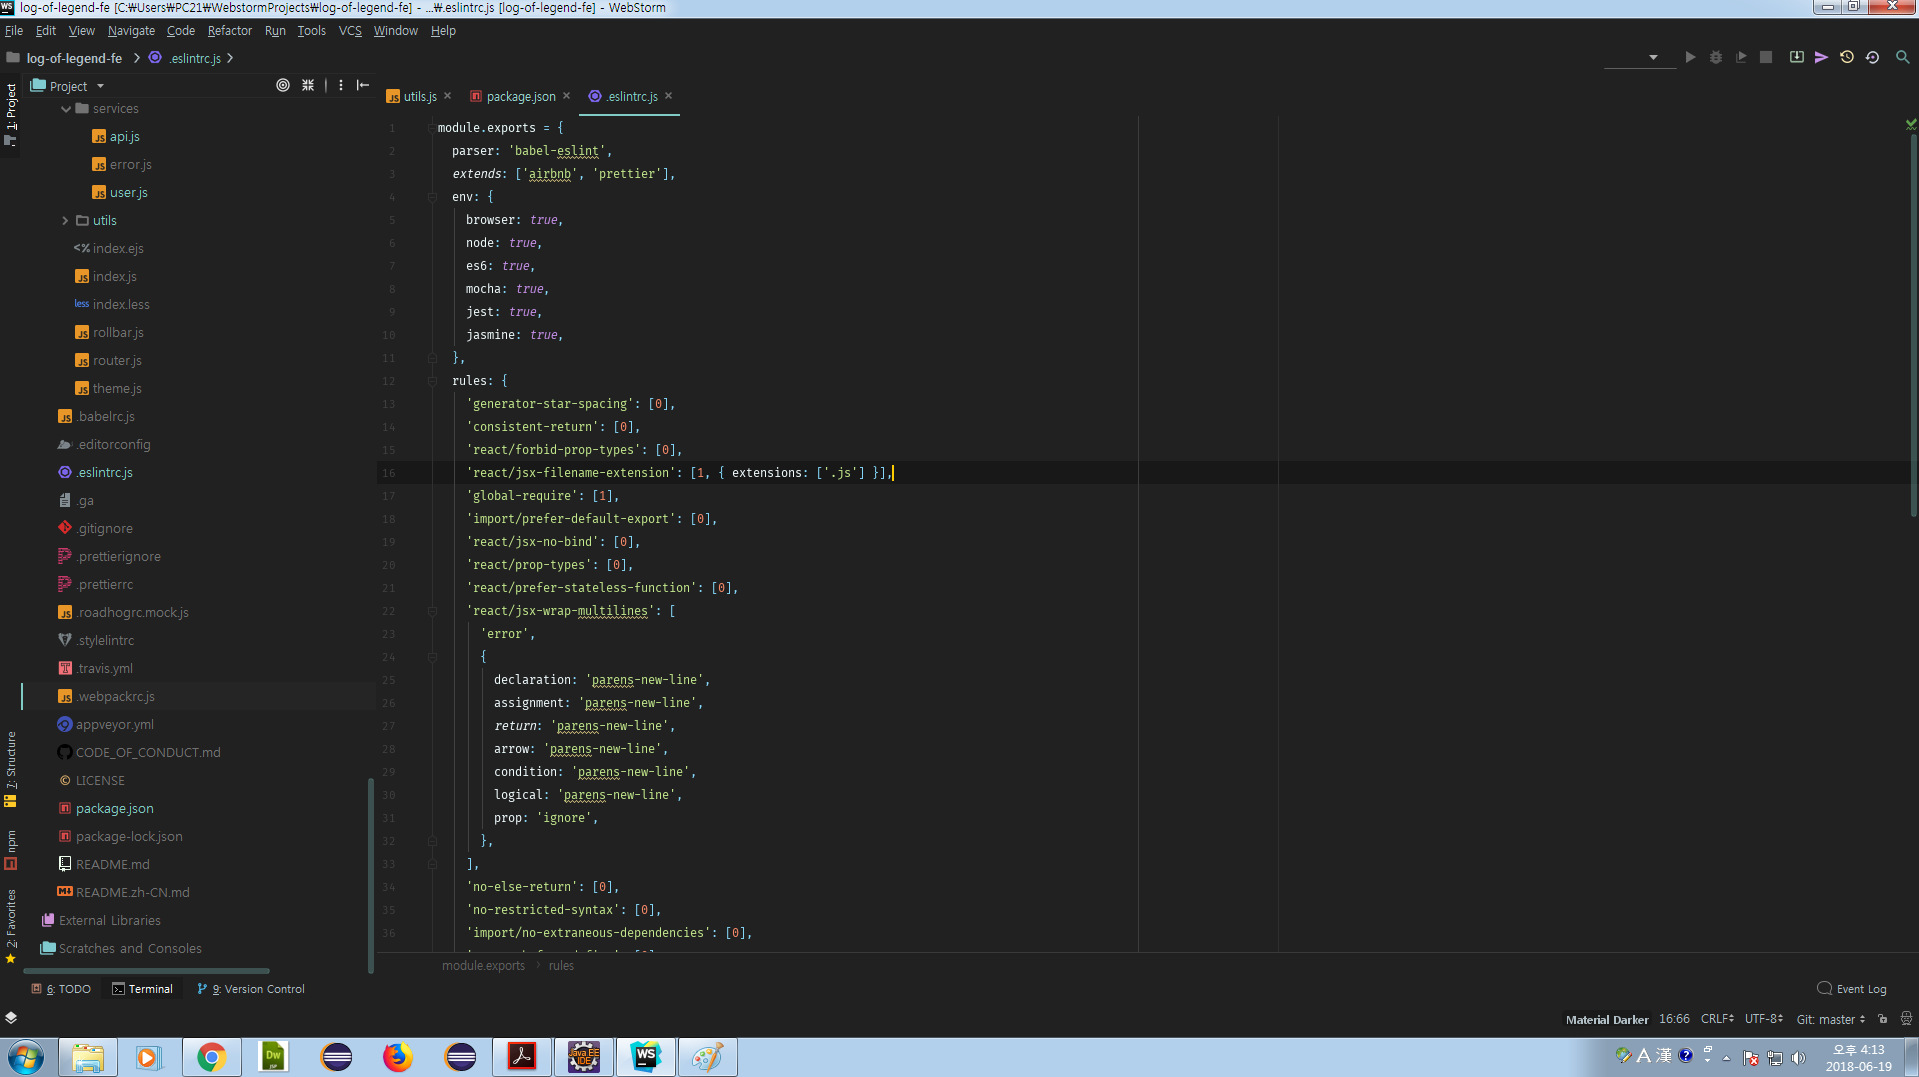 log-of-legend-fe [C:₩Users₩PC21₩WebstormProjects₩log-of-legend-fe] - ...₩.eslintrc.js [log-of-legend-fe] - WebStorm
File Edit View Navigate Code Refactor Run Tools VCS Window Help
log-of-legend-fe .eslintrc.js
Project
1: Project
7: Structure
npm
2: Favorites
services
api.js
error.js
user.js
utils
index.ejs
index.js
less index.less
rollbar.js
router.js
theme.js
.babelrc.js
.editorconfig
.eslintrc.js
.ga
.gitignore
.prettierignore
.prettierrc
.roadhogrc.mock.js
.stylelintrc
.travis.yml
.webpackrc.js
appveyor.yml
CODE_OF_CONDUCT.md
LICENSE
package.json
package-lock.json
README.md
README.zh-CN.md
External Libraries
Scratches and Consoles
utils.js package.json .eslintrc.js
1 module.exports = {
2 parser: 'babel-eslint',
3 extends: ['airbnb', 'prettier'],
4 env: {
5 browser: true,
6 node: true,
7 es6: true,
8 mocha: true,
9 jest: true,
10 jasmine: true,
11 },
12 rules: {
13 'generator-star-spacing': [0],
14 'consistent-return': [0],
15 'react/forbid-prop-types': [0],
16 'react/jsx-filename-extension': [1, { extensions: ['.js'] }],
17 'global-require': [1],
18 'import/prefer-default-export': [0],
19 'react/jsx-no-bind': [0],
20 'react/prop-types': [0],
21 'react/prefer-stateless-function': [0],
22 'react/jsx-wrap-multilines': [
23 'error',
24 {
25 declaration: 'parens-new-line',
26 assignment: 'parens-new-line',
27 return: 'parens-new-line',
28 arrow: 'parens-new-line',
29 condition: 'parens-new-line',
30 logical: 'parens-new-line',
31 prop: 'ignore',
32 },
33 ],
34 'no-else-return': [0],
35 'no-restricted-syntax': [0],
36 'import/no-extraneous-dependencies': [0],
module.exports rules
6: TODO Terminal 9: Version Control Event Log
Material Darker 16:66 CRLF UTF-8 Git: master
A 漢 오후 4:13
2018-06-19